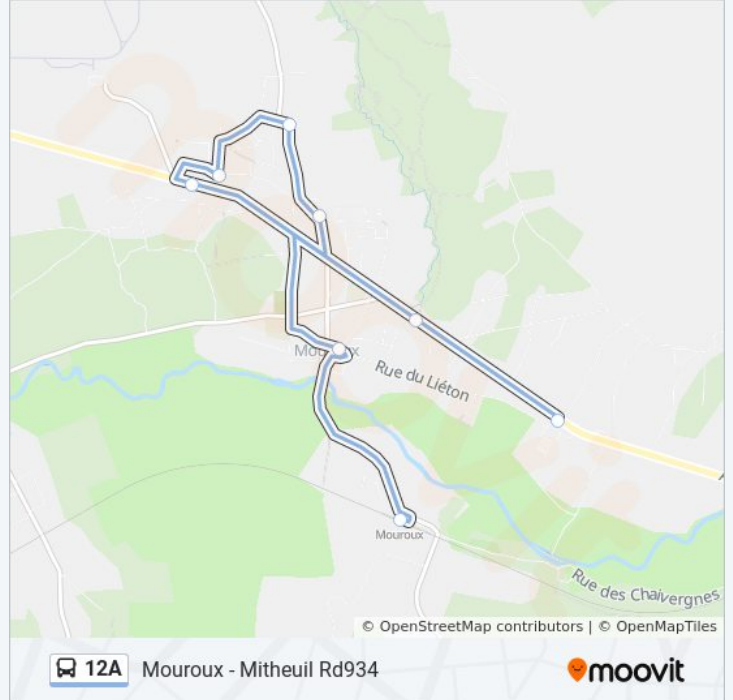 Mouroux
Rue du Liéton
Mouroux
Rue des Chaivergnes
© OpenStreetMap contributors | © OpenMapTiles
12A Mouroux - Mitheuil Rd934 moovit